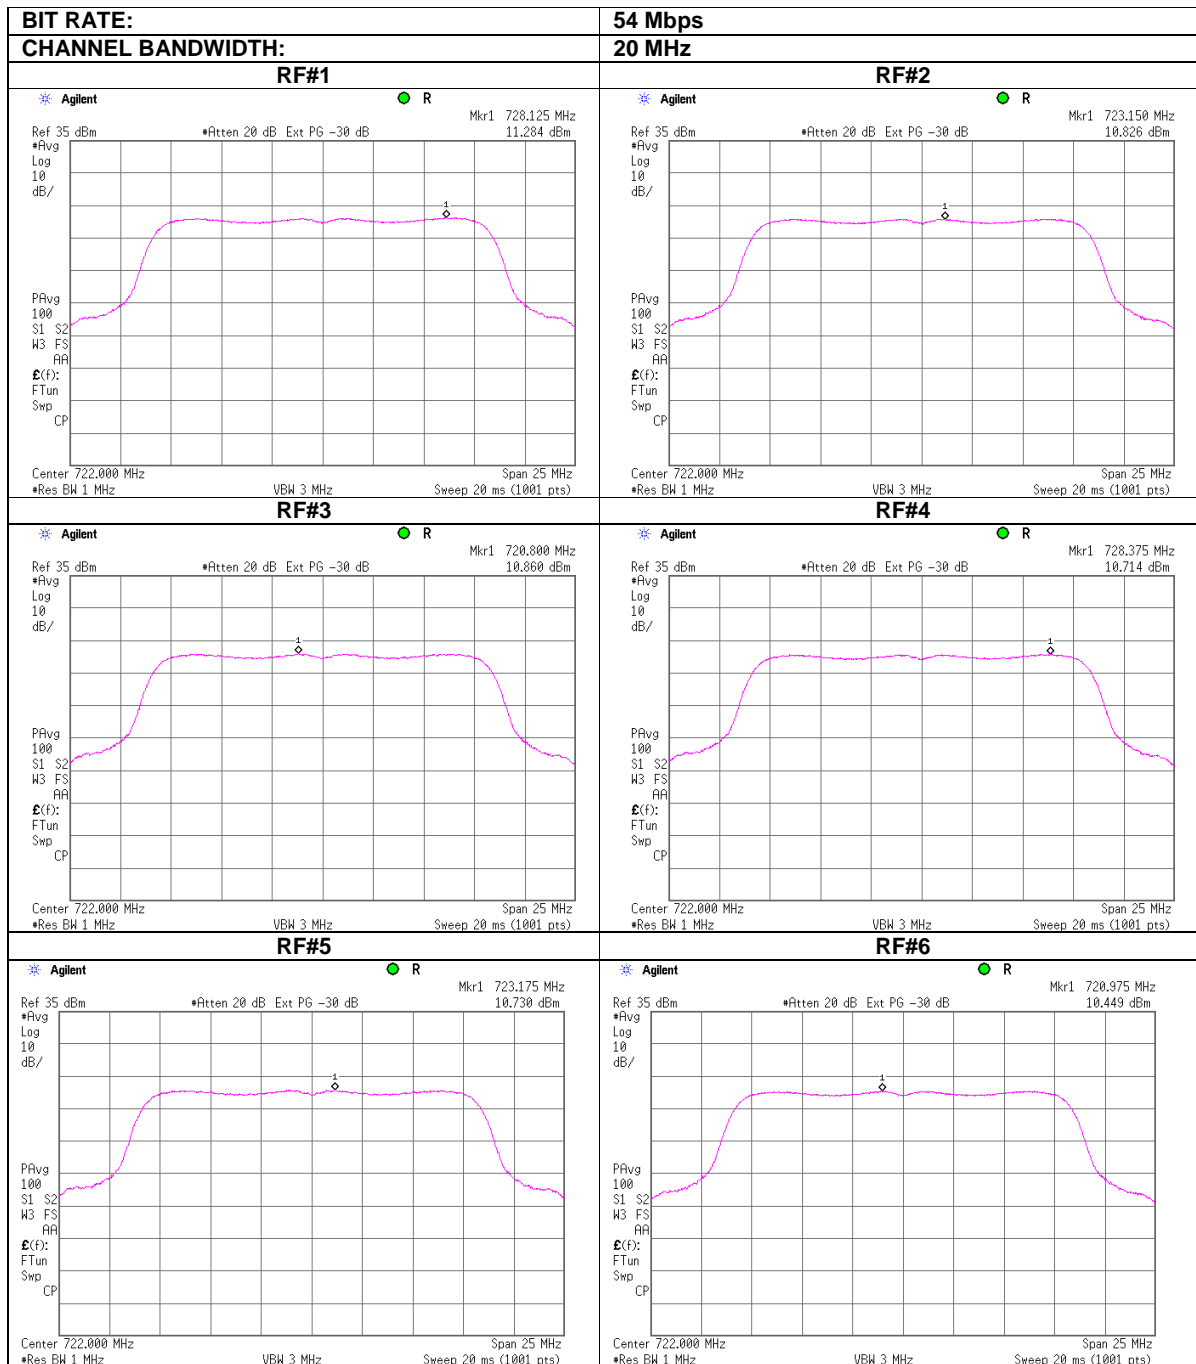 BIT RATE: 54 Mbps
CHANNEL BANDWIDTH: 20 MHz
RF#1 RF#2
Agilent R
Mkr1 728.125 MHz
Ref 35 dBm #Atten 20 dB Ext PG -30 dB 11.284 dBm
#Avg
Log
10
dB/
1
PAvg
100
S1 S2
W3 FS
AA
£(f):
FTun
Swp
CP
Center 722.000 MHz Span 25 MHz
#Res BW 1 MHz VBW 3 MHz Sweep 20 ms (1001 pts)
Agilent R
Mkr1 723.150 MHz
Ref 35 dBm #Atten 20 dB Ext PG -30 dB 10.826 dBm
#Avg
Log
10
dB/
1
PAvg
100
S1 S2
W3 FS
AA
£(f):
FTun
Swp
CP
Center 722.000 MHz Span 25 MHz
#Res BW 1 MHz VBW 3 MHz Sweep 20 ms (1001 pts)
RF#3 RF#4
Agilent R
Mkr1 720.800 MHz
Ref 35 dBm #Atten 20 dB Ext PG -30 dB 10.860 dBm
#Avg
Log
10
dB/
1
PAvg
100
S1 S2
W3 FS
AA
£(f):
FTun
Swp
CP
Center 722.000 MHz Span 25 MHz
#Res BW 1 MHz VBW 3 MHz Sweep 20 ms (1001 pts)
Agilent R
Mkr1 728.375 MHz
Ref 35 dBm #Atten 20 dB Ext PG -30 dB 10.714 dBm
#Avg
Log
10
dB/
1
PAvg
100
S1 S2
W3 FS
AA
£(f):
FTun
Swp
CP
Center 722.000 MHz Span 25 MHz
#Res BW 1 MHz VBW 3 MHz Sweep 20 ms (1001 pts)
RF#5 RF#6
Agilent R
Mkr1 723.175 MHz
Ref 35 dBm #Atten 20 dB Ext PG -30 dB 10.730 dBm
#Avg
Log
10
dB/
1
PAvg
100
S1 S2
W3 FS
AA
£(f):
FTun
Swp
CP
Center 722.000 MHz Span 25 MHz
#Res BW 1 MHz VBW 3 MHz Sweep 20 ms (1001 pts)
Agilent R
Mkr1 720.975 MHz
Ref 35 dBm #Atten 20 dB Ext PG -30 dB 10.449 dBm
#Avg
Log
10
dB/
1
PAvg
100
S1 S2
W3 FS
AA
£(f):
FTun
Swp
CP
Center 722.000 MHz Span 25 MHz
#Res BW 1 MHz VBW 3 MHz Sweep 20 ms (1001 pts)